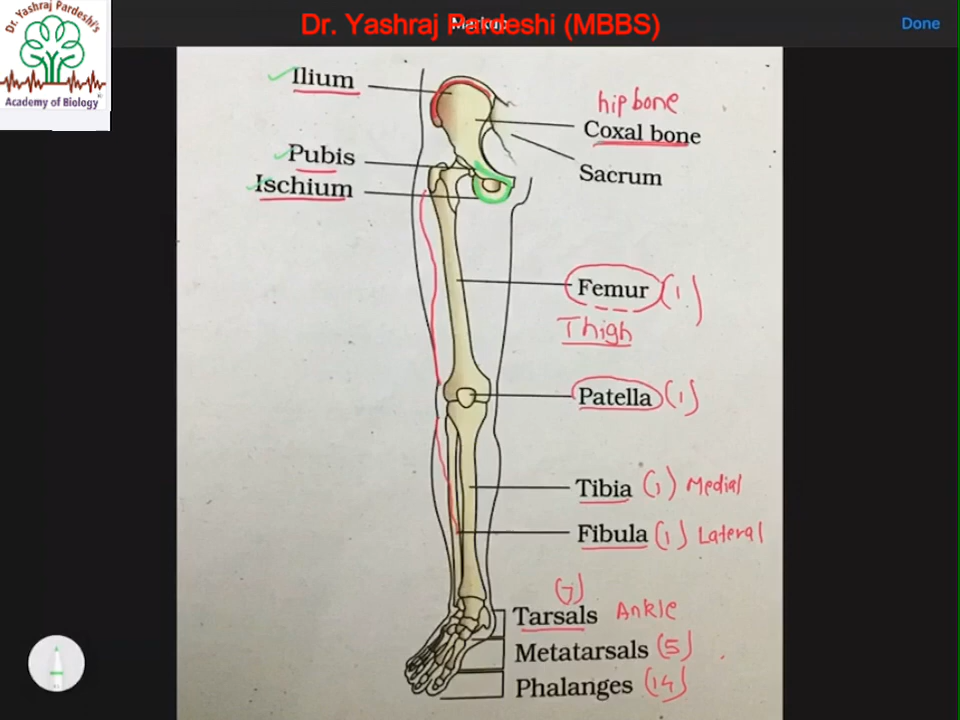 Dr. Yashraj Pardeshi's
Academy of Biology
Dr. Yashraj Pardeshi (MBBS)
Markup
Done
Ilium
hip bone
Coxal bone
Pubis
Sacrum
Ischium
Femur (1)
Thigh
Patella (1)
Tibia (1) Medial
Fibula (1) Lateral
(7)
Tarsals Ankle
Metatarsals (5)
Phalanges (14)